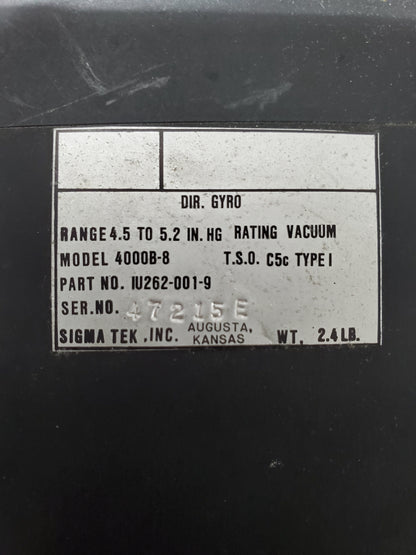 DIR. GYRO
RANGE 4.5 TO 5.2 IN. HG RATING VACUUM
MODEL 4000B-8 T.S.O. C5c TYPE I
PART NO. IU262-001-9
SER. NO. 47215E
SIGMA TEK, INC. AUGUSTA, KANSAS WT, 2.4 LB.